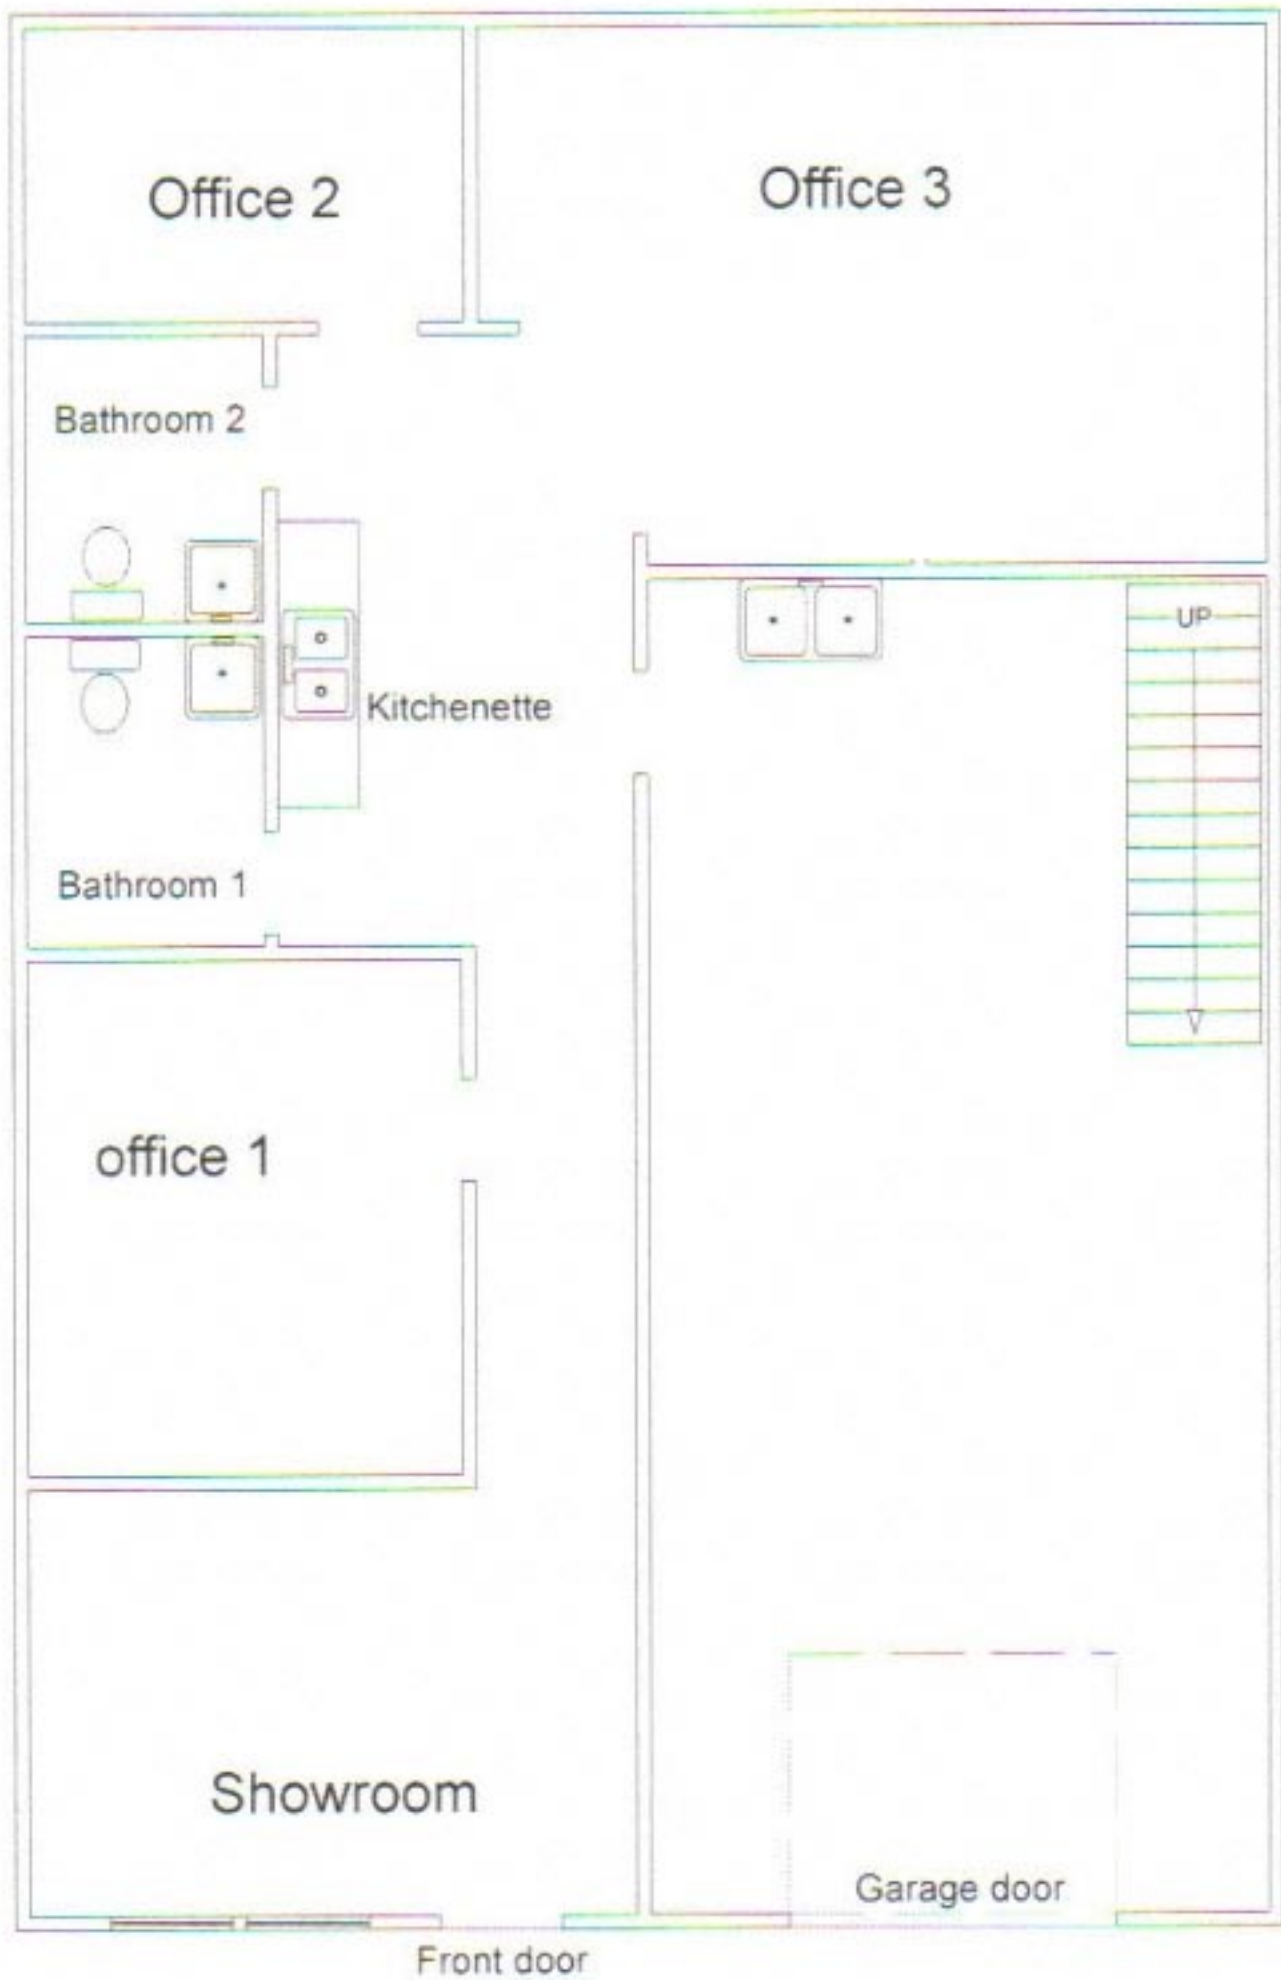 Office 2
Office 3
Bathroom 2
UP
Kitchenette
Bathroom 1
office 1
Showroom
Garage door
Front door